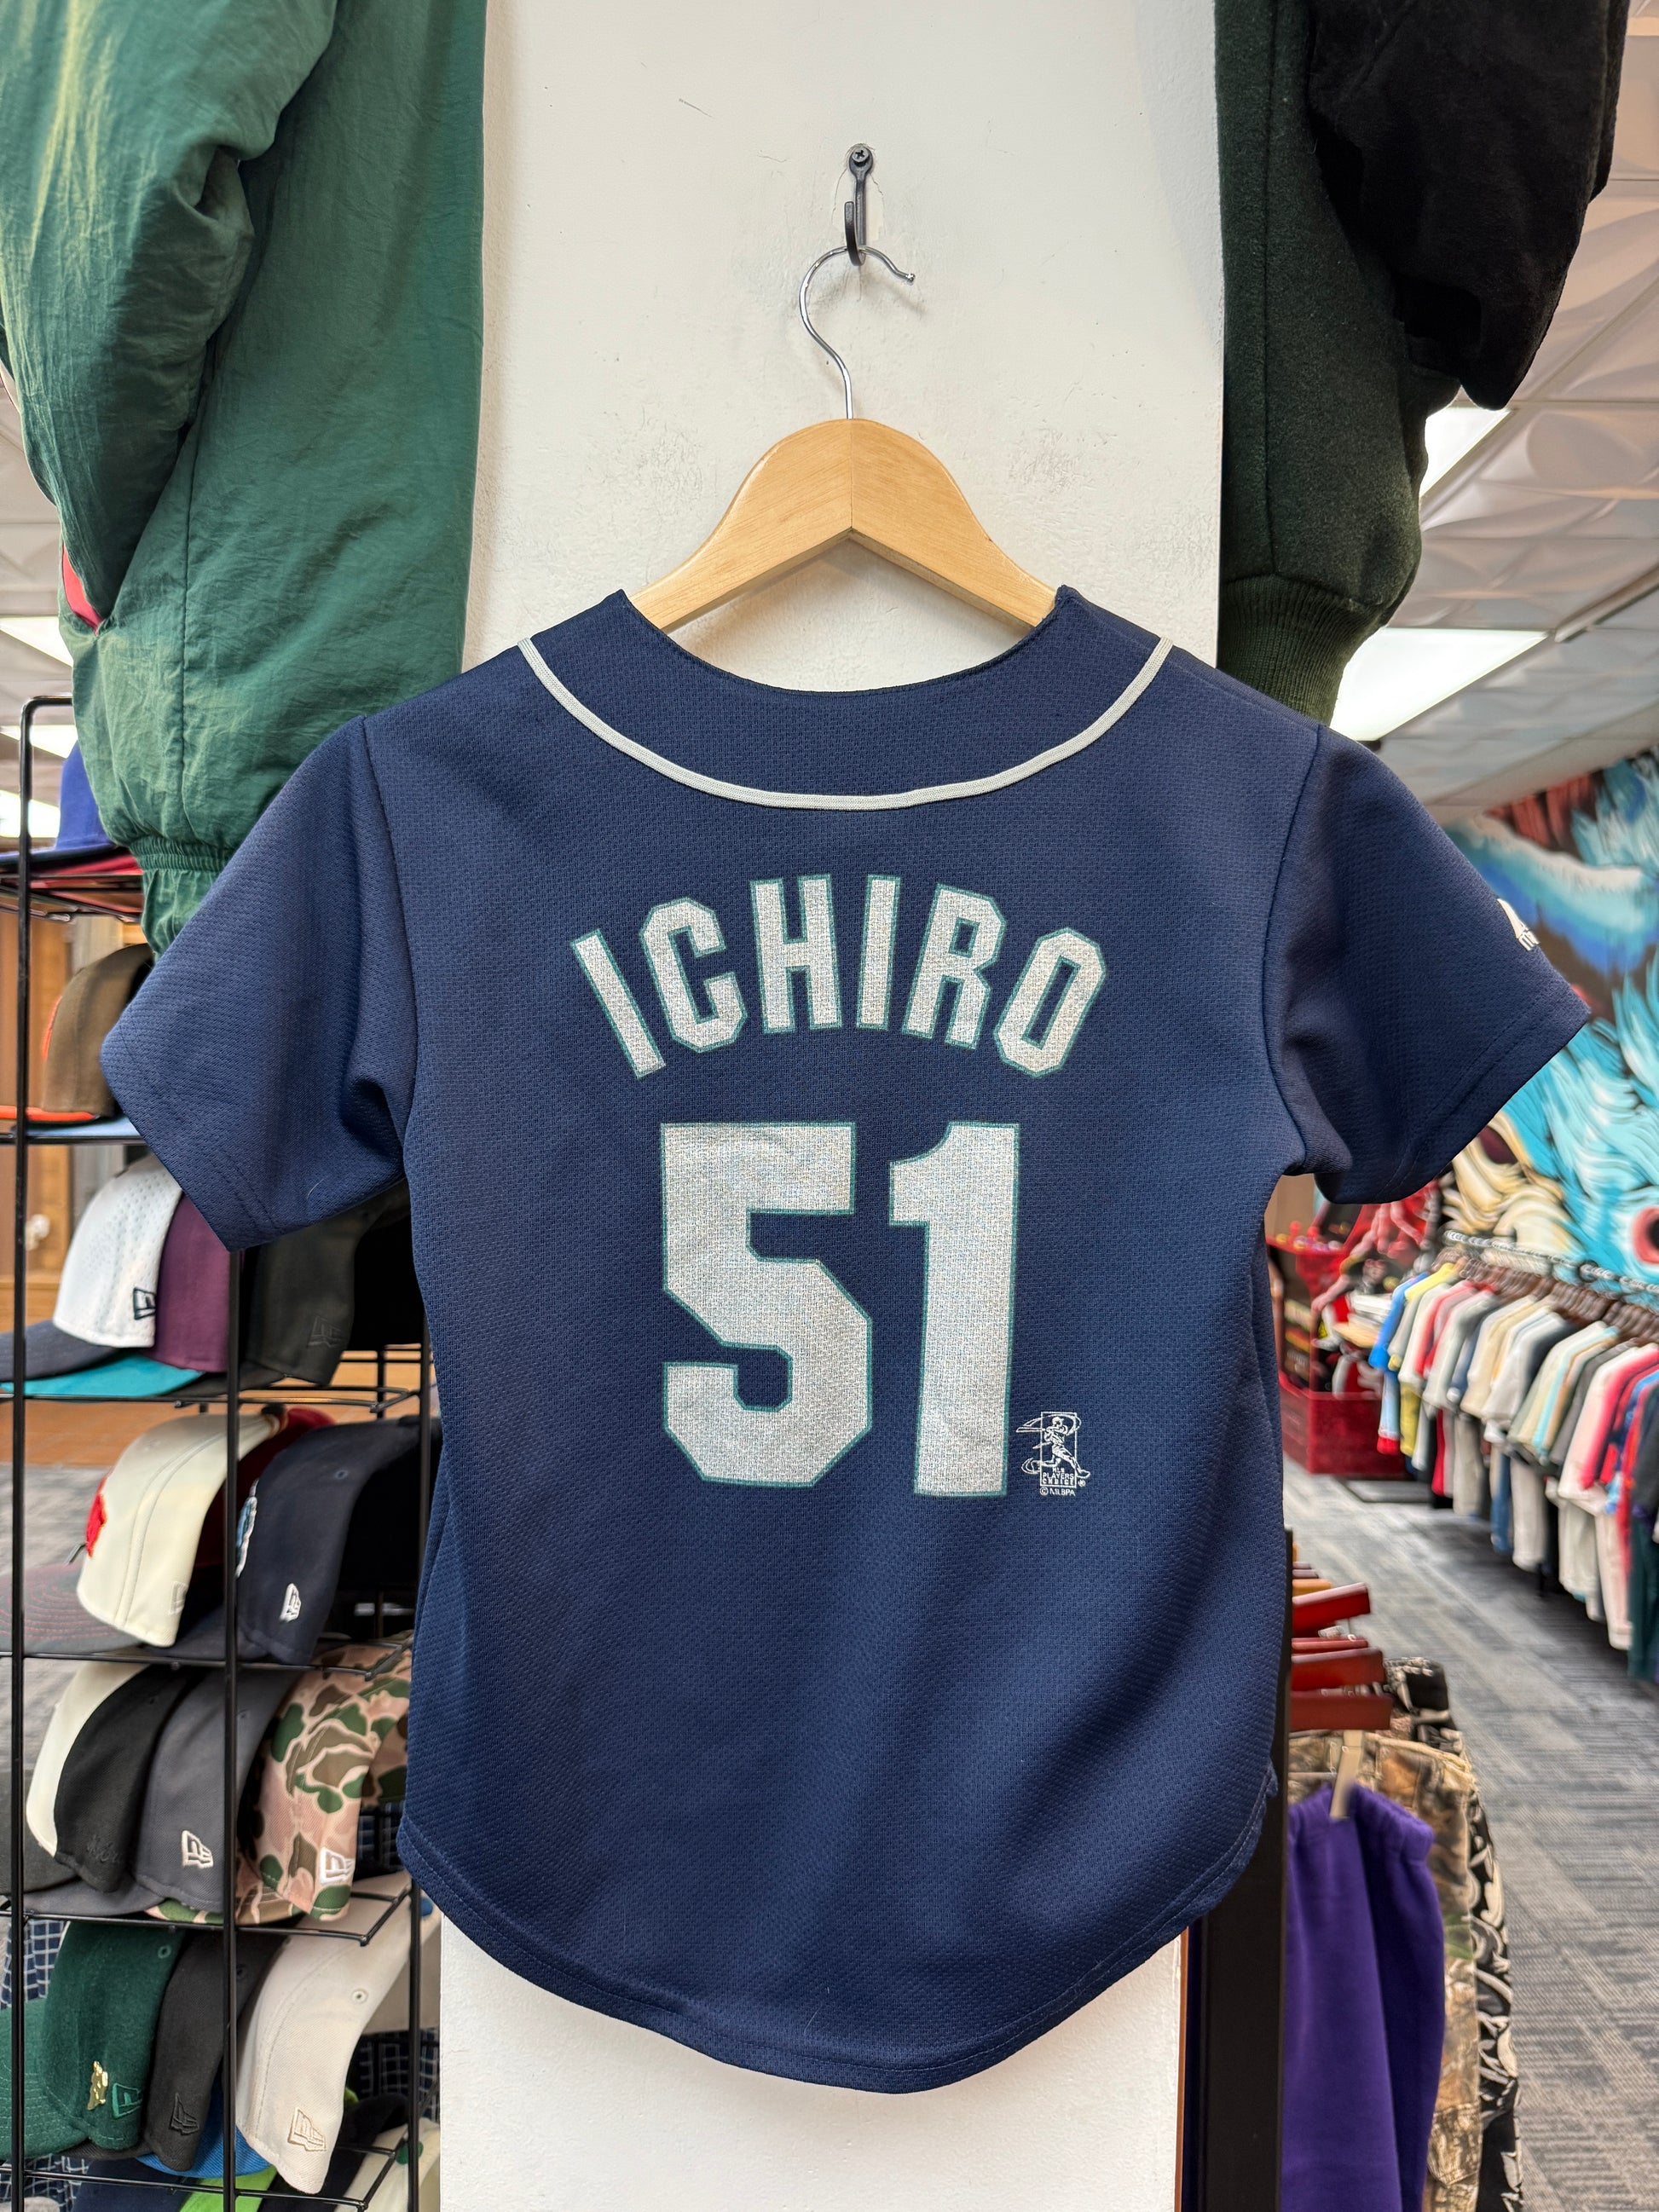 ICHIRO
51
MLB
PLAYERS
CHOICE®
©MLBPA